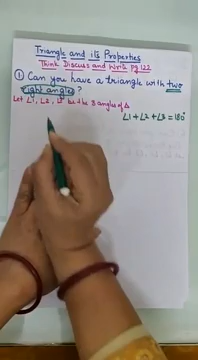 Triangle and its Properties
Think Discuss and Write pg 122
① Can you have a triangle with two
right angles ?
Let ∠1, ∠2, be the 3 angles of Δ
∠1 + ∠2 + ∠3 = 180°